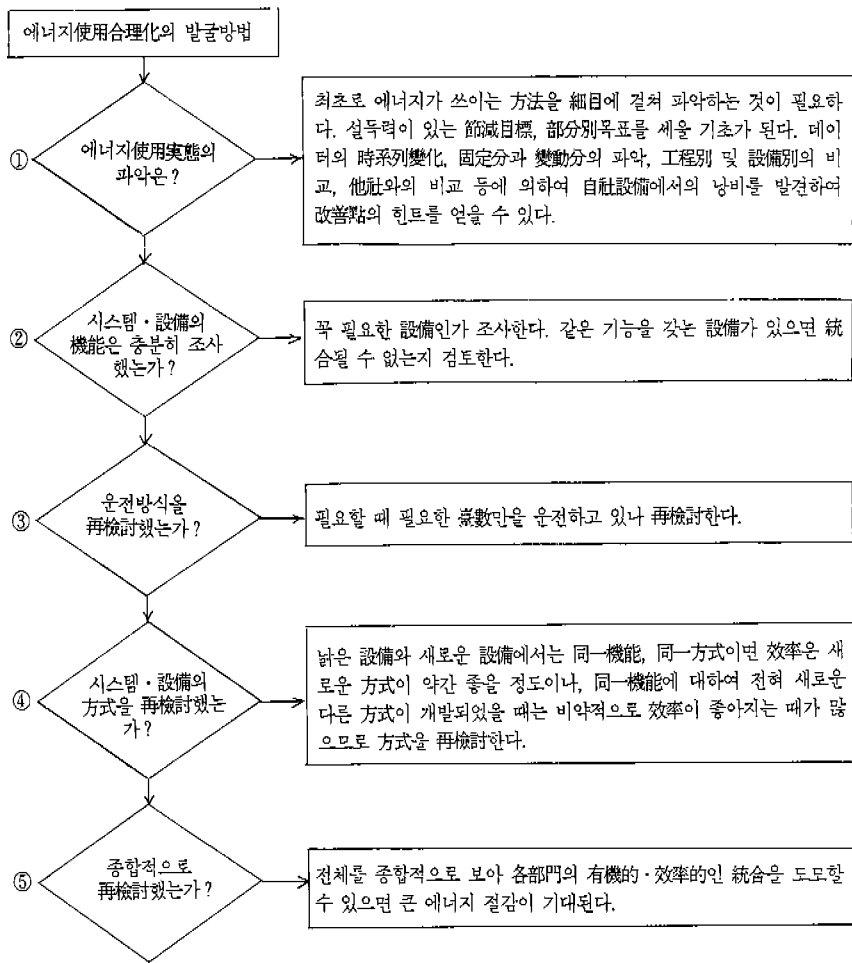 에너지使用合理化의 발굴방법
①
에너지使用実態의
파악은?
최초로 에너지가 쓰이는 方法을 細目에 걸쳐 파악하는 것이 필요하
다. 설득력이 있는 節減目標, 部分別목표를 세울 기초가 된다. 데이
터의 時系列變化, 固定分과 變動分의 파악, 工程別 및 設備別의 비
교, 他社와의 비교 등에 의하여 自社設備에서의 낭비를 발견하여
改善點의 힌트를 얻을 수 있다.
②
시스템·設備의
機能은 충분히 조사
했는가?
꼭 필요한 設備인가 조사한다. 같은 기능을 갖는 設備가 있으면 統
合될 수 없는지 검토한다.
③
운전방식을
再檢討했는가?
필요할 때 필요한 臺數만을 운전하고 있나 再檢討한다.
④
시스템·設備의
方式을 再檢討했는
가?
낡은 設備와 새로운 設備에서는 同一機能, 同一方式이면 效率은 새
로운 方式이 약간 좋을 정도이나, 同一機能에 대하여 전혀 새로운
다른 方式이 개발되었을 때는 비약적으로 效率이 좋아지는 때가 많
으므로 方式을 再檢討한다.
⑤
종합적으로
再檢討했는가?
전체를 종합적으로 보아 各部門의 有機的·效率的인 統合을 도모할
수 있으면 큰 에너지 절감이 기대된다.